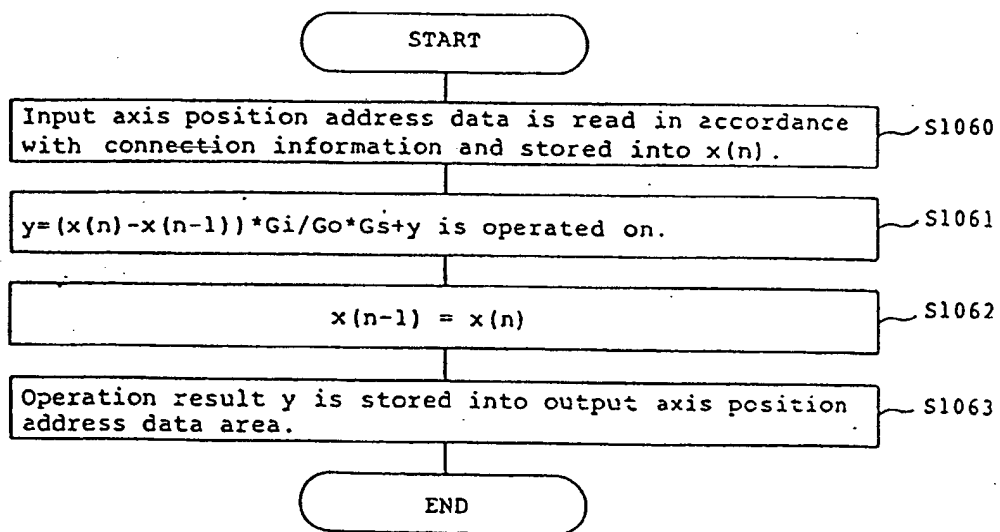 START
Input axis position address data is read in accordance
with connection information and stored into x(n).
S1060
y=(x(n)-x(n-1))*Gi/Go*Gs+y is operated on.
S1061
x(n-1) = x(n)
S1062
Operation result y is stored into output axis position
address data area.
S1063
END